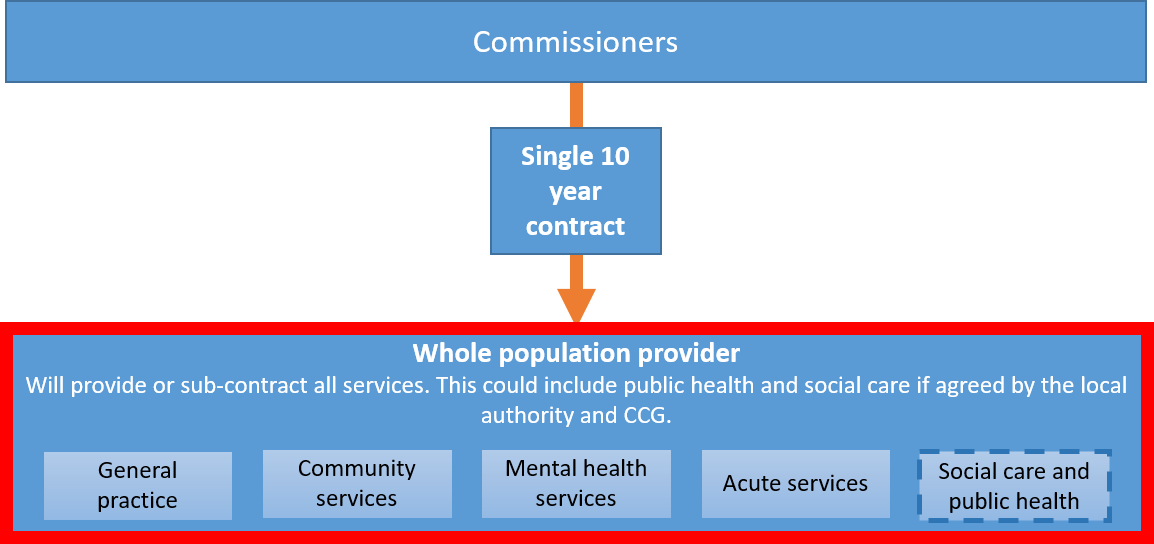 Commissioners
Single 10
year
contract
Whole population provider
Will provide or sub-contract all services. This could include public health and social care if agreed by the local
authority and CCG.
General
practice
Community
services
Mental health
services
Acute services
Social care and
public health